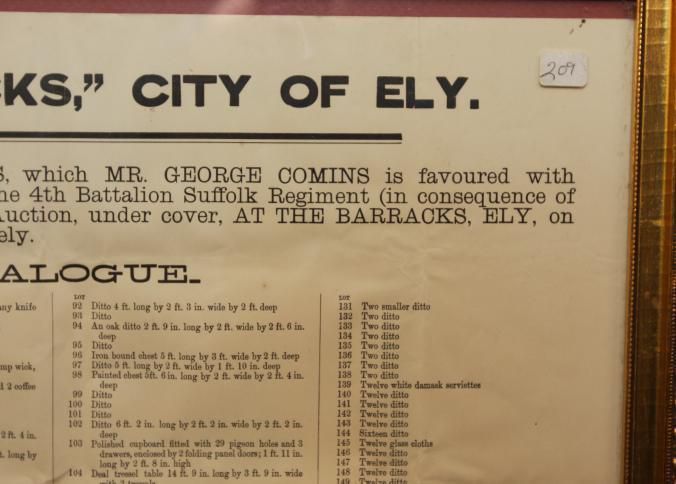 CKS,” CITY OF ELY.
209
S, which MR. GEORGE COMINS is favoured with
he 4th Battalion Suffolk Regiment (in consequence of
Auction, under cover, AT THE BARRACKS, ELY, on
ely.
ALOGUE.
any knife
mp wick,
d 2 coffee
2 ft. 4 in.
t. long by
LOT
92 Ditto 4 ft. long by 2 ft. 3 in. wide by 2 ft. deep
93 Ditto
94 An oak ditto 2 ft. 9 in. long by 2 ft. wide by 2 ft. 6 in.
deep
95 Ditto
96 Iron bound chest 5 ft. long by 3 ft. wide by 2 ft. deep
97 Ditto 5 ft. long by 2 ft. wide by 1 ft. 10 in. deep
98 Painted chest 5ft. 6 in. long by 2 ft. wide by 2 ft. 4 in.
deep
99 Ditto
100 Ditto
101 Ditto
102 Ditto 6 ft. 2 in. long by 2 ft. 2 in. wide by 2 ft. 2 in.
deep
103 Polished cupboard fitted with 29 pigeon holes and 3
drawers, enclosed by 2 folding panel doors; 1 ft. 11 in.
long by 2 ft. 8 in. high
104 Deal tressel table 14 ft. 9 in. long by 3 ft. 9 in. wide
with 3 tressels
LOT
131 Two smaller ditto
132 Two ditto
133 Two ditto
134 Two ditto
135 Two ditto
136 Two ditto
137 Two ditto
138 Two ditto
139 Twelve white damask serviettes
140 Twelve ditto
141 Twelve ditto
142 Twelve ditto
143 Twelve ditto
144 Sixteen ditto
145 Twelve glass cloths
146 Twelve ditto
147 Twelve ditto
148 Twelve ditto
149 Twelve ditto